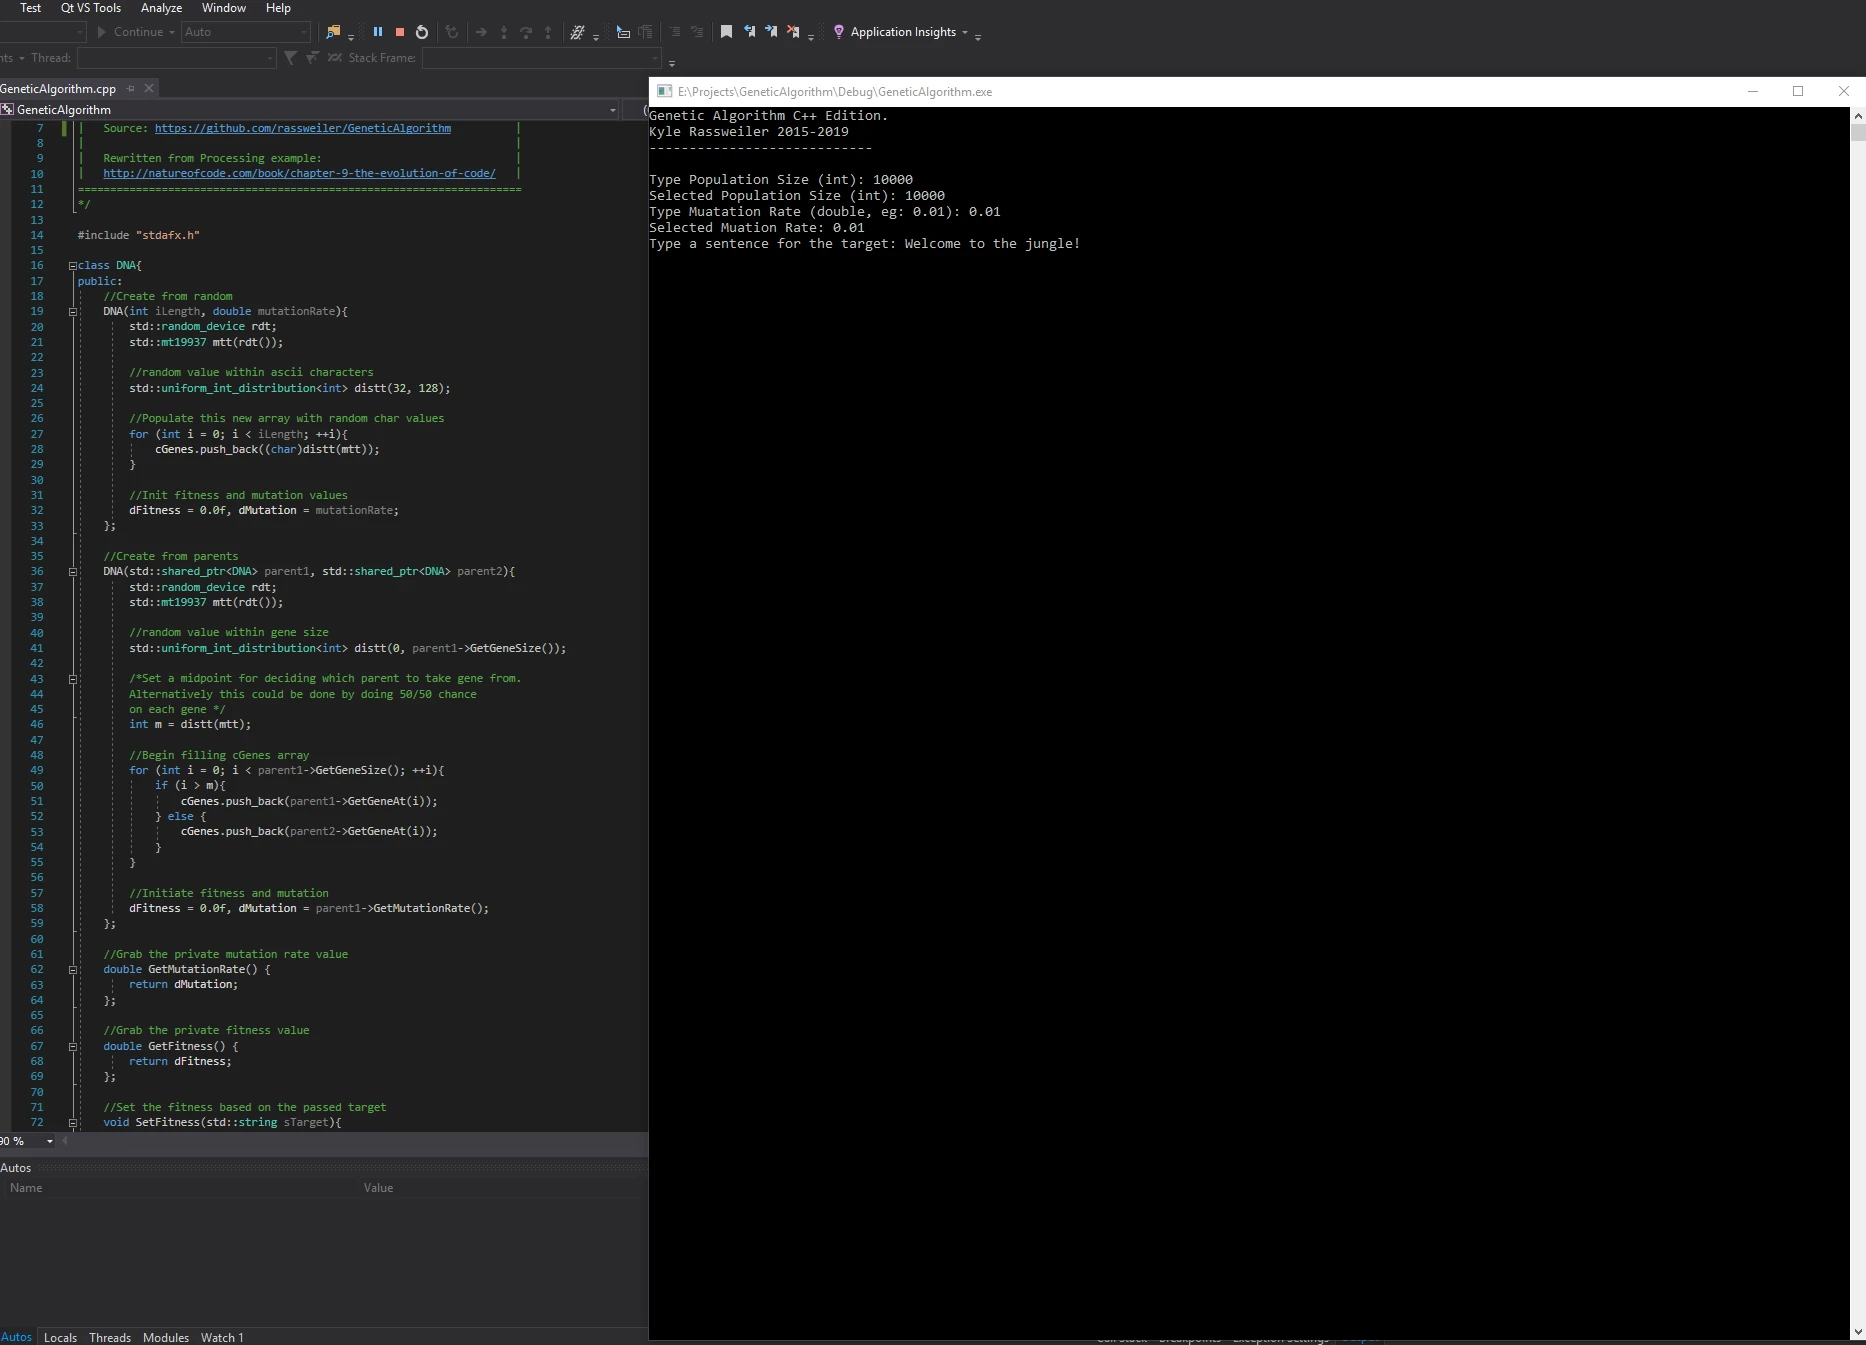 Test Qt VS Tools Analyze Window Help
Continue Auto Application Insights
Thread: Stack Frame:
GeneticAlgorithm.cpp
GeneticAlgorithm
7 | Source: https://github.com/rassweiler/GeneticAlgorithm |
8 | |
9 | Rewritten from Processing example: |
10 | http://natureofcode.com/book/chapter-9-the-evolution-of-code/ |
11 =====================================================================
12 */
13
14 #include "stdafx.h"
15
16 class DNA{
17 public:
18 //Create from random
19 DNA(int iLength, double mutationRate){
20 std::random_device rdt;
21 std::mt19937 mtt(rdt());
22
23 //random value within ascii characters
24 std::uniform_int_distribution<int> distt(32, 128);
25
26 //Populate this new array with random char values
27 for (int i = 0; i < iLength; ++i){
28 cGenes.push_back((char)distt(mtt));
29 }
30
31 //Init fitness and mutation values
32 dFitness = 0.0f, dMutation = mutationRate;
33 };
34
35 //Create from parents
36 DNA(std::shared_ptr<DNA> parent1, std::shared_ptr<DNA> parent2){
37 std::random_device rdt;
38 std::mt19937 mtt(rdt());
39
40 //random value within gene size
41 std::uniform_int_distribution<int> distt(0, parent1->GetGeneSize());
42
43 /*Set a midpoint for deciding which parent to take gene from.
44 Alternatively this could be done by doing 50/50 chance
45 on each gene */
46 int m = distt(mtt);
47
48 //Begin filling cGenes array
49 for (int i = 0; i < parent1->GetGeneSize(); ++i){
50 if (i > m){
51 cGenes.push_back(parent1->GetGeneAt(i));
52 } else {
53 cGenes.push_back(parent2->GetGeneAt(i));
54 }
55 }
56
57 //Initiate fitness and mutation
58 dFitness = 0.0f, dMutation = parent1->GetMutationRate();
59 };
60
61 //Grab the private mutation rate value
62 double GetMutationRate() {
63 return dMutation;
64 };
65
66 //Grab the private fitness value
67 double GetFitness() {
68 return dFitness;
69 };
70
71 //Set the fitness based on the passed target
72 void SetFitness(std::string sTarget){
90 %
Autos
Name Value
Autos Locals Threads Modules Watch 1
E:\Projects\GeneticAlgorithm\Debug\GeneticAlgorithm.exe
Genetic Algorithm C++ Edition.
Kyle Rassweiler 2015-2019
----------------------------
Type Population Size (int): 10000
Selected Population Size (int): 10000
Type Muatation Rate (double, eg: 0.01): 0.01
Selected Muation Rate: 0.01
Type a sentence for the target: Welcome to the jungle!